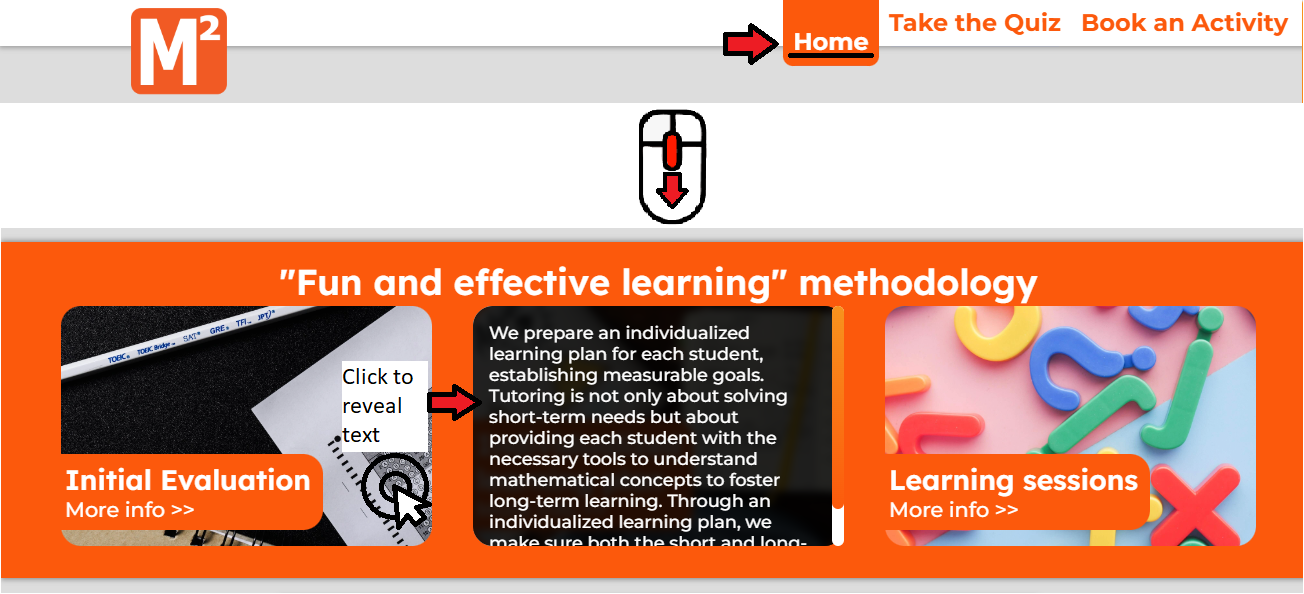 M²
Home
Take the Quiz
Book an Activity
"Fun and effective learning" methodology
TOEIC® TOEIC Bridge™ SAT® GRE® TFI™ JPT®
Click to
reveal
text
Initial Evaluation
More info >>
We prepare an individualized
learning plan for each student,
establishing measurable goals.
Tutoring is not only about solving
short-term needs but about
providing each student with the
necessary tools to understand
mathematical concepts to foster
long-term learning. Through an
individualized learning plan, we
make sure both the short and long-
Learning sessions
More info >>